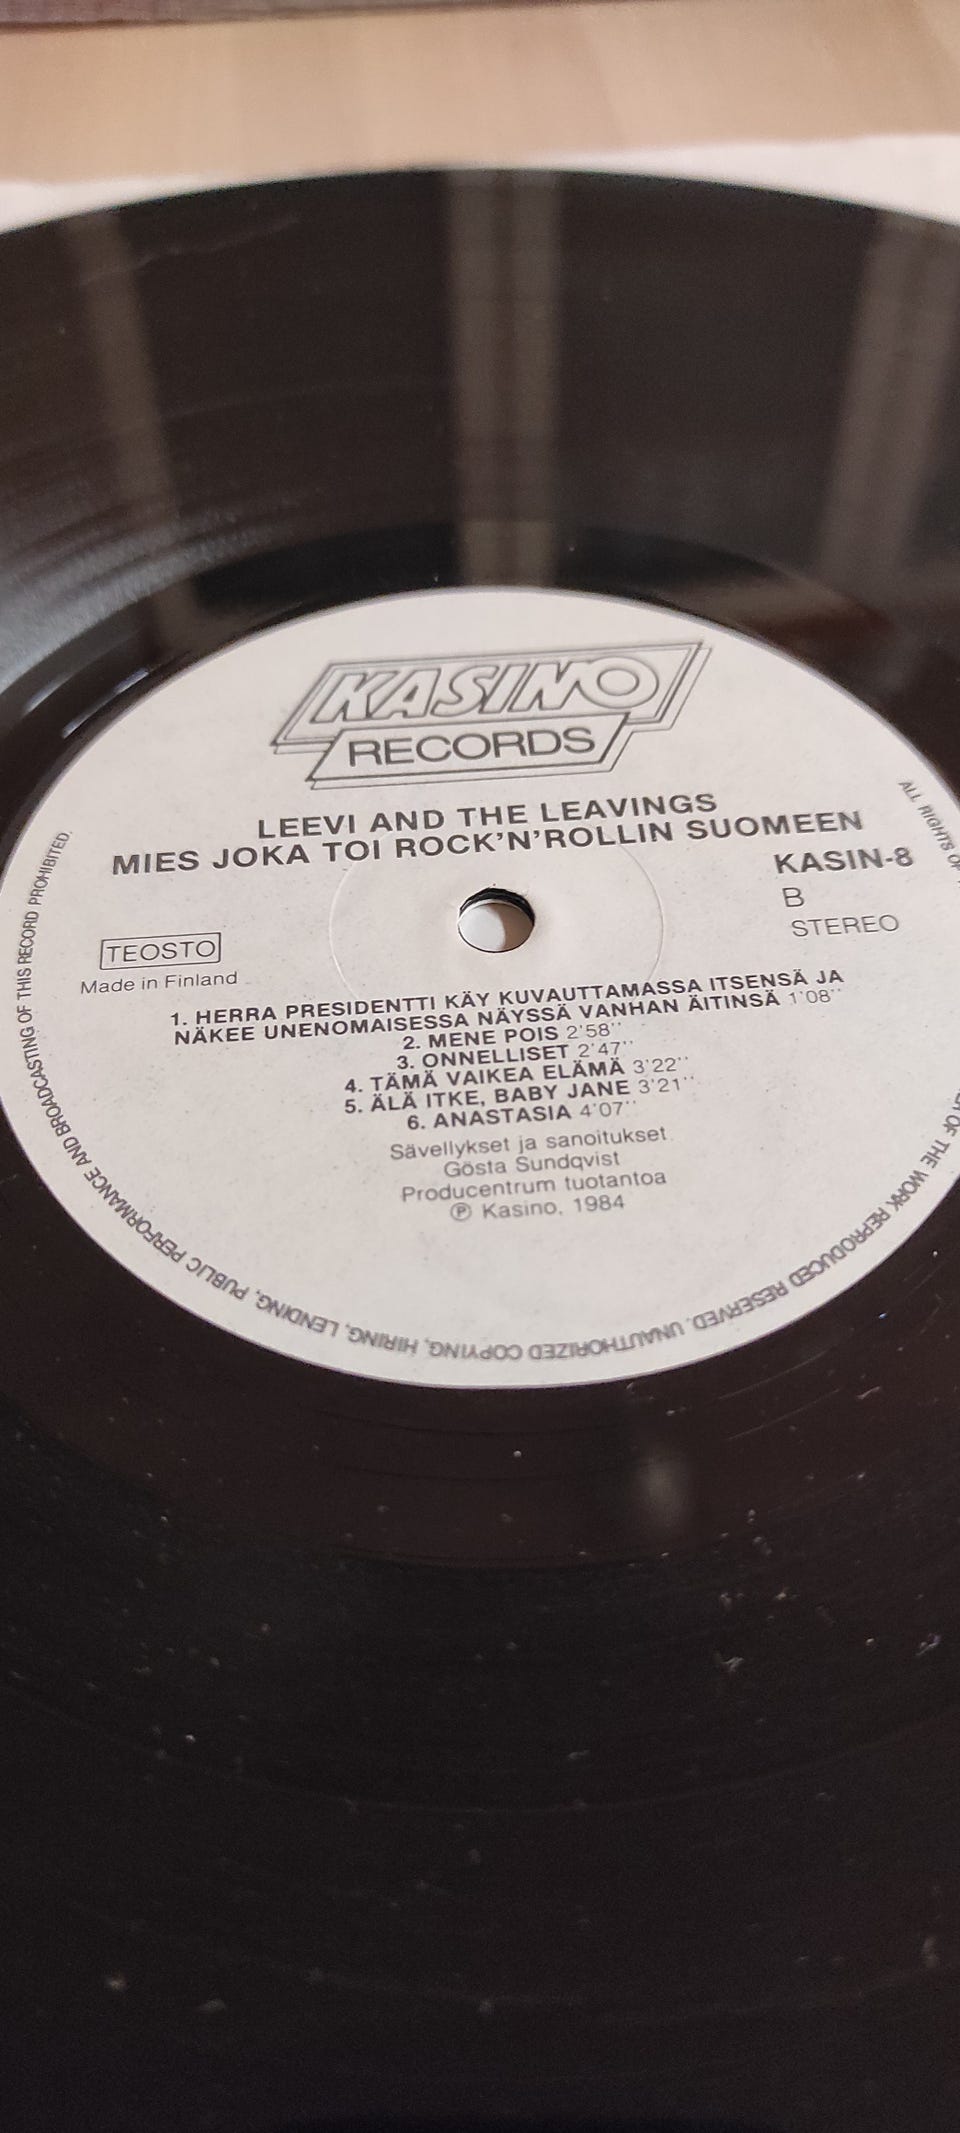 KASINO
RECORDS
LEEVI AND THE LEAVINGS
MIES JOKA TOI ROCK'N'ROLLIN SUOMEEN
KASIN-8
B
STEREO
TEOSTO
Made in Finland
1. HERRA PRESIDENTTI KÄY KUVAUTTAMASSA ITSENSÄ JA
NÄKEE UNENOMAISESSA NÄYSSÄ VANHAN ÄITINSÄ 1'08''
2. MENE POIS 2'58''
3. ONNELLISET 2'47''
4. TÄMÄ VAIKEA ELÄMÄ 3'22''
5. ÄLÄ ITKE, BABY JANE 3'21''
6. ANASTASIA 4'07''
Sävellykset ja sanoitukset
Gösta Sundqvist
Producentrum tuotantoa
℗ Kasino, 1984
ALL RIGHTS OF
OF THE WORK REPRODUCED RESERVED. UNAUTHORIZED COPYING, HIRING, LENDING, PUBLIC PERFORMANCE AND BROADCASTING OF THIS RECORD PROHIBITED.